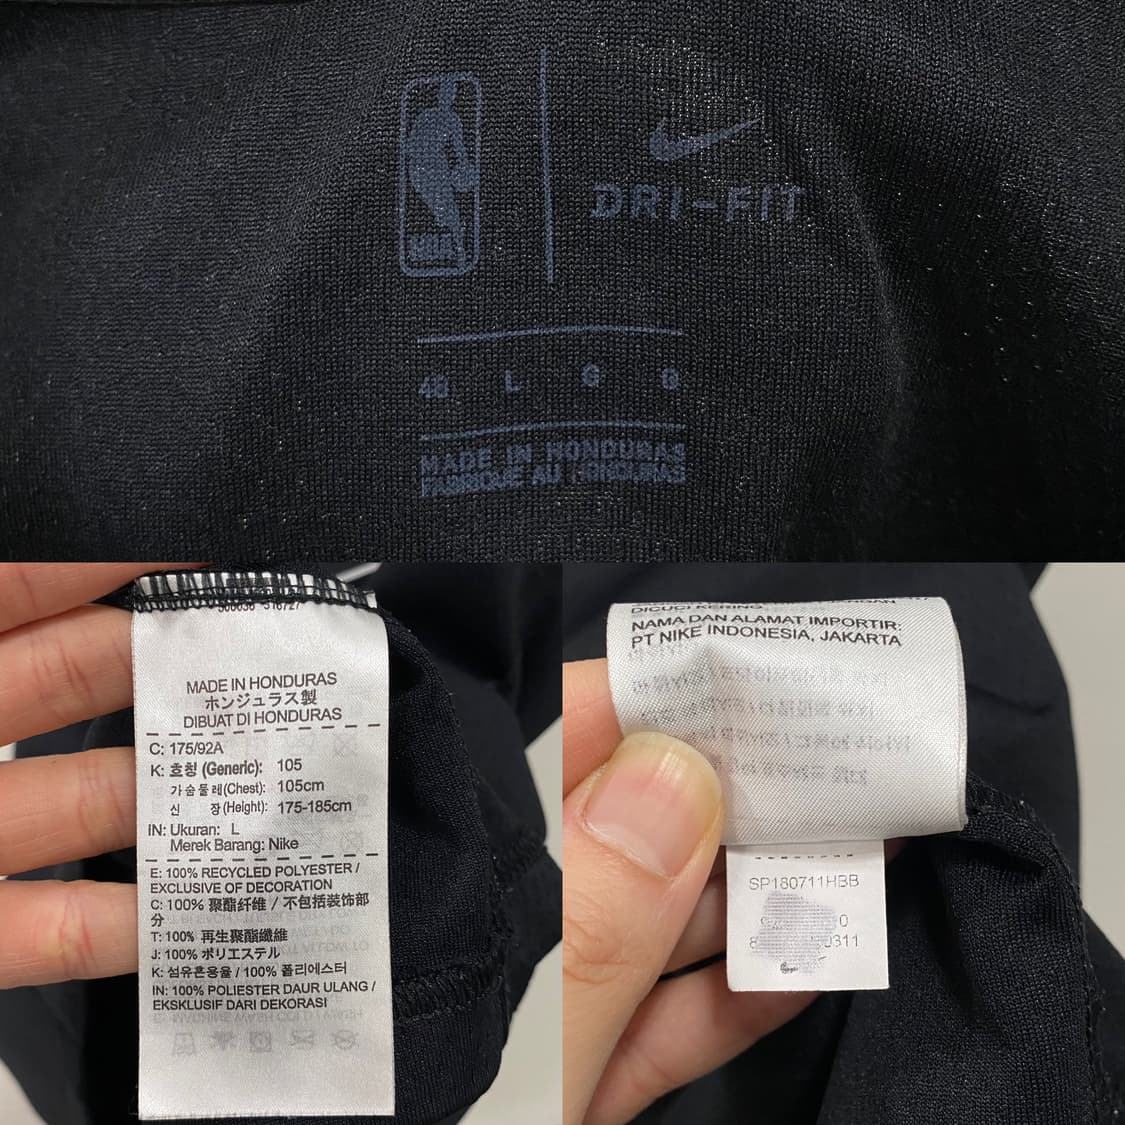 NBA
DRI-FIT
48 L G G
MADE IN HONDURAS
FABRIQUÉ AU HONDURAS
MADE IN HONDURAS
ホンジュラス製
DIBUAT DI HONDURAS
C: 175/92A
K: 호칭 (Generic): 105
가슴둘레(Chest): 105cm
신 장(Height): 175-185cm
IN: Ukuran: L
Merek Barang: Nike
E: 100% RECYCLED POLYESTER /
EXCLUSIVE OF DECORATION
C: 100% 聚酯纤维 / 不包括装饰部
分
T: 100% 再生聚酯纖維
J: 100% ポリエステル
K: 섬유혼용율 / 100% 폴리에스터
IN: 100% POLIESTER DAUR ULANG /
EKSKLUSIF DARI DEKORASI
DICUCI KERING
NAMA DAN ALAMAT IMPORTIR:
PT NIKE INDONESIA, JAKARTA
SP180711HBB